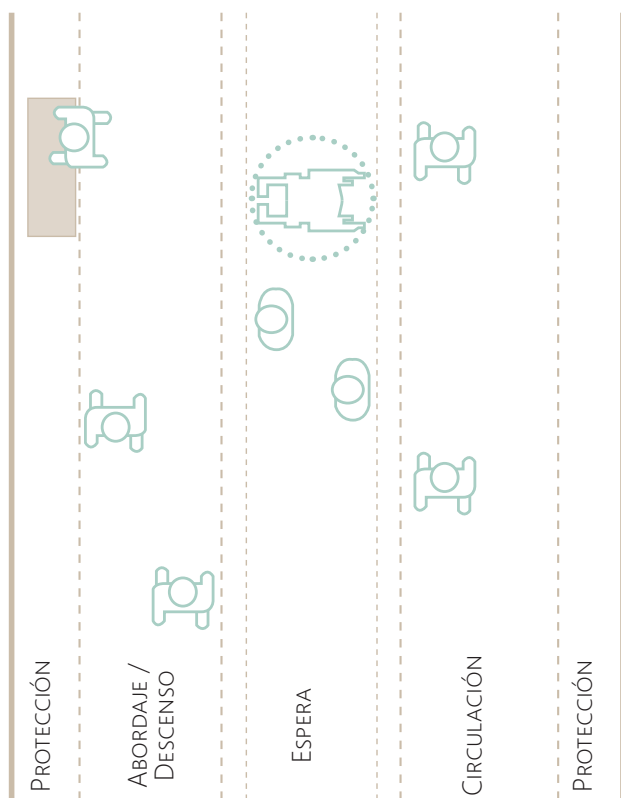 PROTECCIÓN
ABORDAJE /
DESCENSO
ESPERA
CIRCULACIÓN
PROTECCIÓN